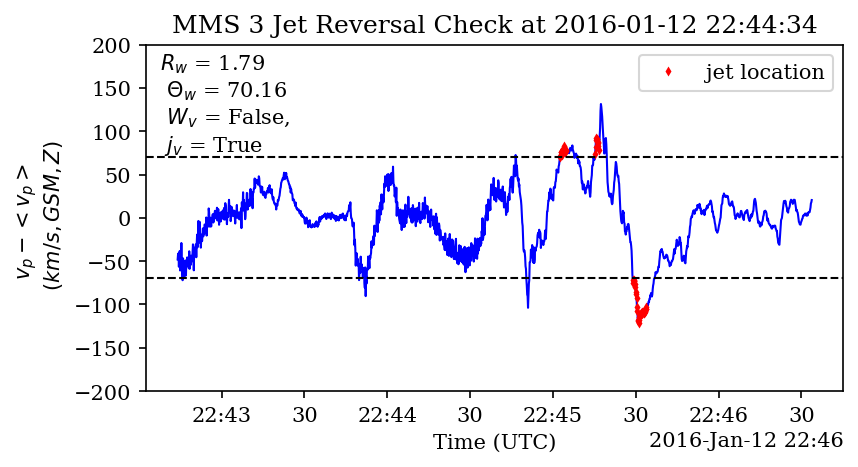 MMS 3 Jet Reversal Check at 2016-01-12 22:44:34
200
150
100
50
0
−50
−100
−150
−200
v_p − <v_p>
(km/s, GSM, Z)
R_w = 1.79
Θ_w = 70.16
W_v = False,
j_v = True
jet location
22:43 30 22:44 30 22:45 30 22:46 30
Time (UTC)
2016-Jan-12 22:46